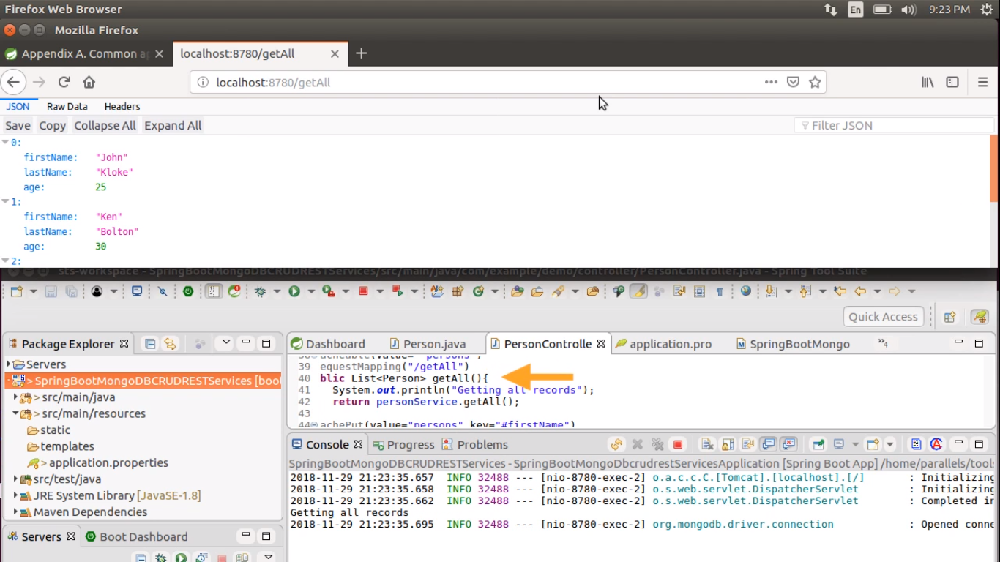 Firefox Web Browser En 9:23 PM
Mozilla Firefox
Appendix A. Common ap localhost:8780/getAll
localhost:8780/getAll
JSON Raw Data Headers
Save Copy Collapse All Expand All Filter JSON
0:
firstName: "John"
lastName: "Kloke"
age: 25
1:
firstName: "Ken"
lastName: "Bolton"
age: 30
2:
sts-workspace - SpringBootMongoDBCRUDRESTServices/src/main/java/com/example/demo/controller/PersonController.java - Spring Tool Suite
Quick Access
Package Explorer
Servers
> SpringBootMongoDBCRUDRESTServices [boo
> src/main/java
> src/main/resources
static
templates
> application.properties
src/test/java
JRE System Library [JavaSE-1.8]
Maven Dependencies
Servers Boot Dashboard
Dashboard Person.java PersonControlle application.pro SpringBootMongo »4
38 acheable(value= "persons")
39 equestMapping("/getAll")
40 blic List<Person> getAll(){
41 System.out.println("Getting all records");
42 return personService.getAll();
43
44 achePut(value="persons" key="#firstName")
Console Progress Problems
SpringBootMongoDBCRUDRESTServices - SpringBootMongoDbcrudrestServicesApplication [Spring Boot App] /home/parallels/tools
2018-11-29 21:23:35.657 INFO 32488 --- [nio-8780-exec-2] o.a.c.c.C.[Tomcat].[localhost].[/] : Initializing
2018-11-29 21:23:35.658 INFO 32488 --- [nio-8780-exec-2] o.s.web.servlet.DispatcherServlet : Initializing
2018-11-29 21:23:35.662 INFO 32488 --- [nio-8780-exec-2] o.s.web.servlet.DispatcherServlet : Completed in
Getting all records
2018-11-29 21:23:35.695 INFO 32488 --- [nio-8780-exec-2] org.mongodb.driver.connection : Opened conne